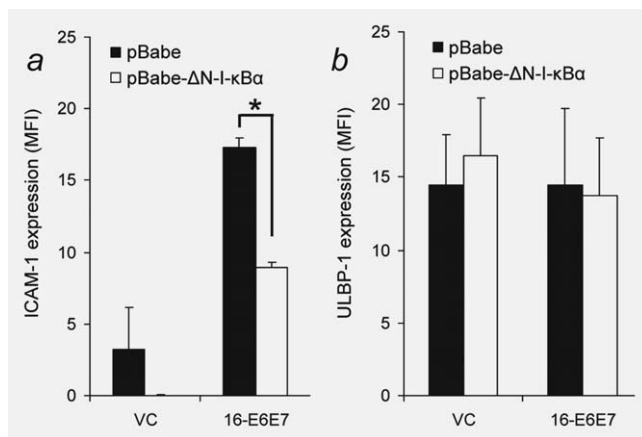 a
pBabe
pBabe-ΔN-I-κBα
*
ICAM-1 expression (MFI)
25
20
15
10
5
0
VC
16-E6E7
b
pBabe
pBabe-ΔN-I-κBα
ULBP-1 expression (MFI)
25
20
15
10
5
0
VC
16-E6E7